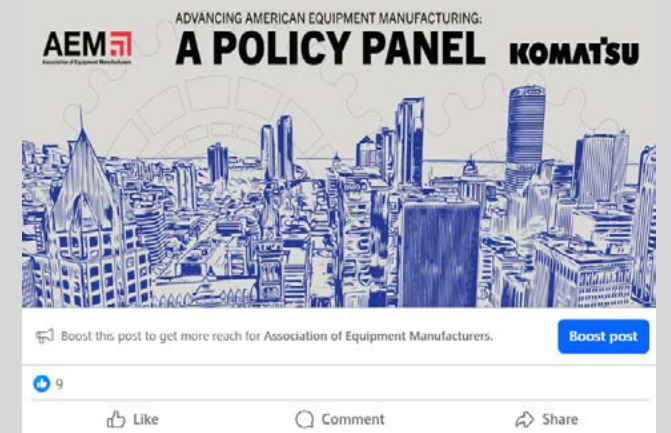 ADVANCING AMERICAN EQUIPMENT MANUFACTURING:
AEM
Association of Equipment Manufacturers
A POLICY PANEL
KOMATSU
Boost this post to get more reach for Association of Equipment Manufacturers.
Boost post
9
Like
Comment
Share